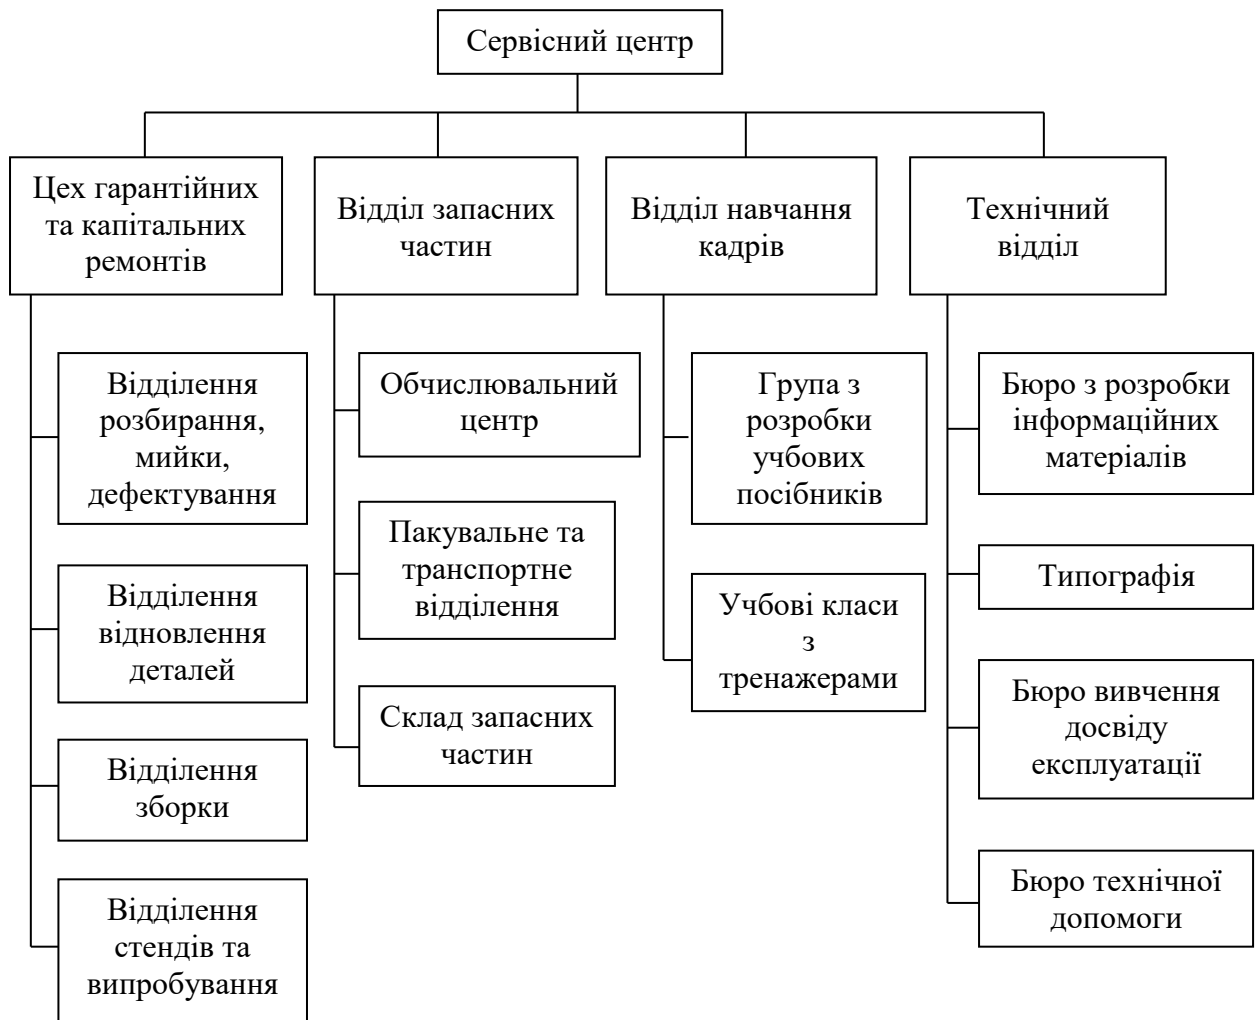 Сервісний центр
Цех гарантійних
та капітальних
ремонтів
Відділ запасних
частин
Відділ навчання
кадрів
Технічний
відділ
Відділення
розбирання,
мийки,
дефектування
Відділення
відновлення
деталей
Відділення
зборки
Відділення
стендів та
випробування
Обчислювальний
центр
Пакувальне та
транспортне
відділення
Склад запасних
частин
Група з
розробки
учбових
посібників
Учбові класи
з
тренажерами
Бюро з розробки
інформаційних
матеріалів
Типографія
Бюро вивчення
досвіду
експлуатації
Бюро технічної
допомоги